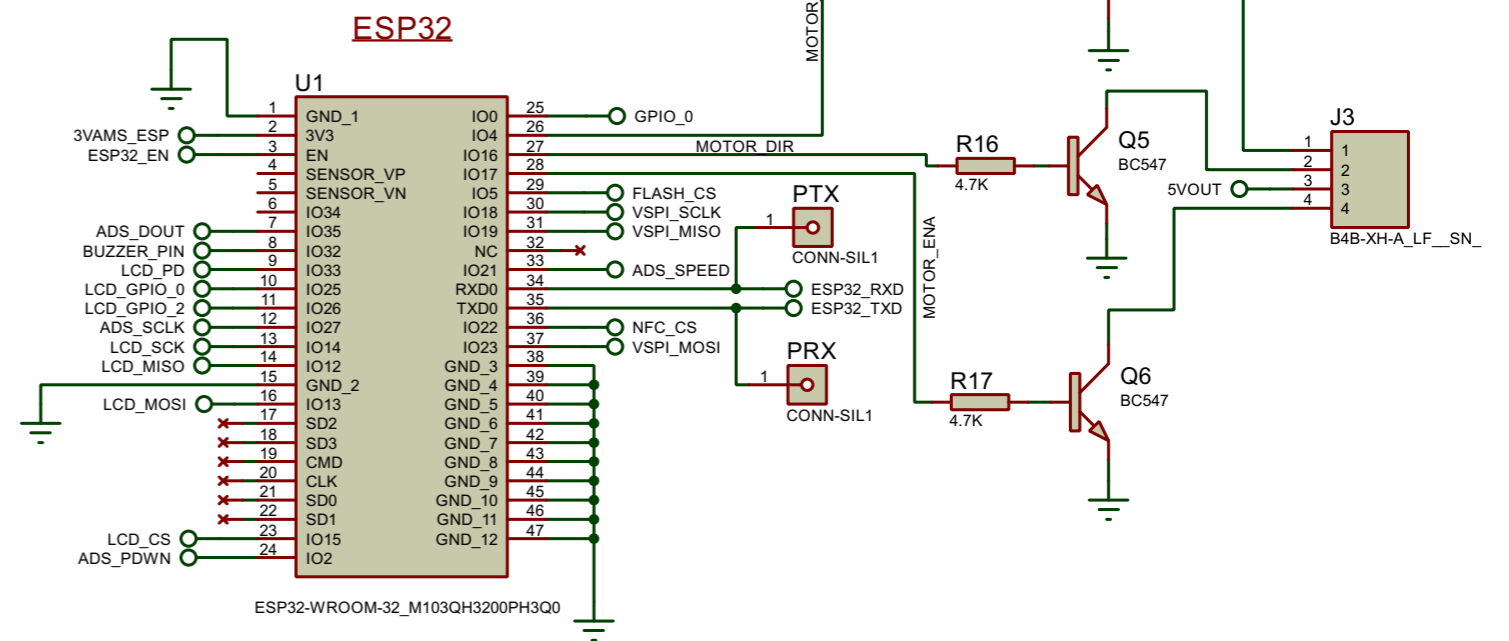 ESP32
U1
MOTOR
1 GND_1
2 3V3
3 EN
4 SENSOR_VP
5 SENSOR_VN
6 IO34
7 IO35
8 IO32
9 IO33
10 IO25
11 IO26
12 IO27
13 IO14
14 IO12
15 GND_2
16 IO13
17 SD2
18 SD3
19 CMD
20 CLK
21 SD0
22 SD1
23 IO15
24 IO2
3VAMS_ESP
ESP32_EN
ADS_DOUT
BUZZER_PIN
LCD_PD
LCD_GPIO_0
LCD_GPIO_2
ADS_SCLK
LCD_SCK
LCD_MISO
LCD_MOSI
LCD_CS
ADS_PDWN
IO0 25
IO4 26
IO16 27
IO17 28
IO5 29
IO18 30
IO19 31
NC 32
IO21 33
RXD0 34
TXD0 35
IO22 36
IO23 37
GND_3 38
GND_4 39
GND_5 40
GND_6 41
GND_7 42
GND_8 43
GND_9 44
GND_10 45
GND_11 46
GND_12 47
GPIO_0
MOTOR_DIR
FLASH_CS
VSPI_SCLK
VSPI_MISO
ADS_SPEED
ESP32_RXD
ESP32_TXD
NFC_CS
VSPI_MOSI
ESP32-WROOM-32_M103QH3200PH3Q0
PTX
1
CONN-SIL1
PRX
1
CONN-SIL1
MOTOR_ENA
R16
4.7K
Q5
BC547
R17
4.7K
Q6
BC547
J3
1 1
2 2
5VOUT 3 3
4 4
B4B-XH-A_LF__SN_